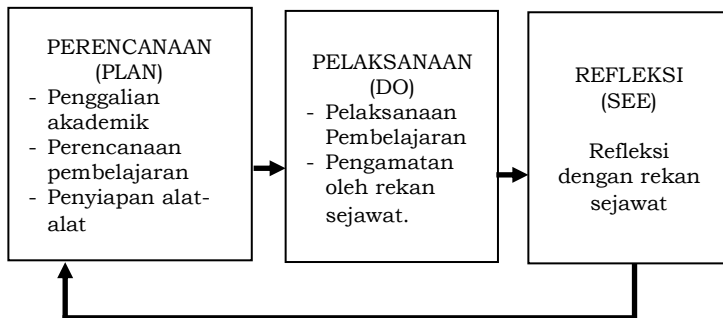 PERENCANAAN
(PLAN)
- Penggalian
akademik
- Perencanaan
pembelajaran
- Penyiapan alat-
alat
PELAKSANAAN
(DO)
- Pelaksanaan
Pembelajaran
- Pengamatan
oleh rekan
sejawat.
REFLEKSI
(SEE)
Refleksi
dengan rekan
sejawat